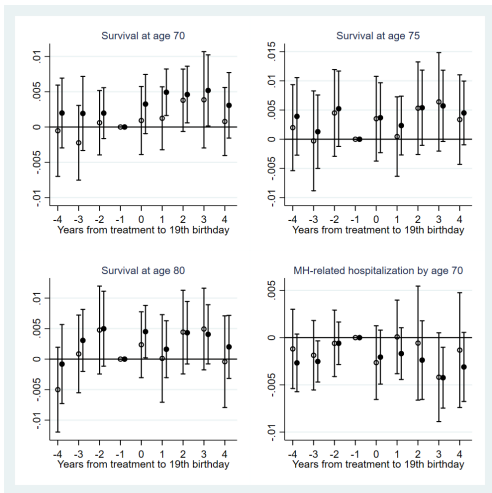 Survival at age 70
.01
.005
0
-.005
-.01
-4 -3 -2 -1 0 1 2 3 4
Years from treatment to 19th birthday
Survival at age 75
.015
.01
.005
0
-.005
-.01
-4 -3 -2 -1 0 1 2 3 4
Years from treatment to 19th birthday
Survival at age 80
.01
.005
0
-.005
-.01
-4 -3 -2 -1 0 1 2 3 4
Years from treatment to 19th birthday
MH-related hospitalization by age 70
.005
0
-.005
-.01
-4 -3 -2 -1 0 1 2 3 4
Years from treatment to 19th birthday